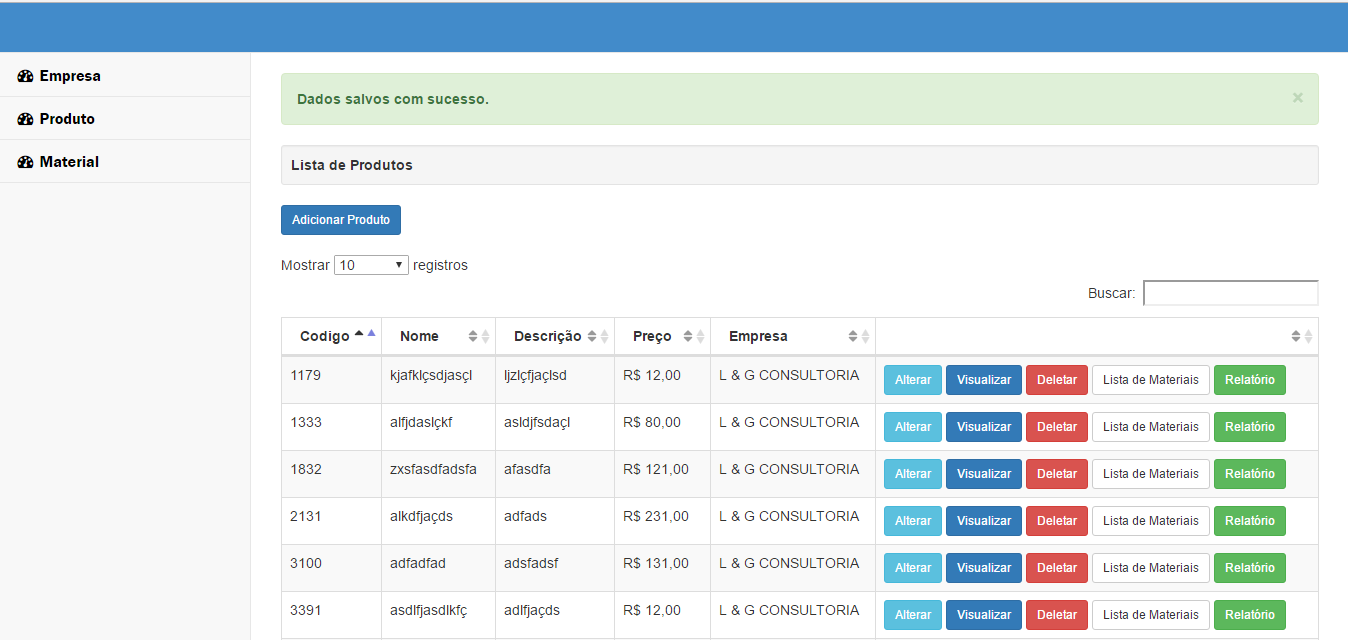 Empresa
Produto
Material
Dados salvos com sucesso. ×
Lista de Produtos
Adicionar Produto
Mostrar 10 registros
Buscar:
Codigo Nome Descrição Preço Empresa
1179 kjafklçsdjasçl ljzlçfjaçlsd R$ 12,00 L & G CONSULTORIA Alterar Visualizar Deletar Lista de Materiais Relatório
1333 alfjdaslçkf asldjfsdaçl R$ 80,00 L & G CONSULTORIA Alterar Visualizar Deletar Lista de Materiais Relatório
1832 zxsfasdfadsfa afasdfa R$ 121,00 L & G CONSULTORIA Alterar Visualizar Deletar Lista de Materiais Relatório
2131 alkdfjaçds adfads R$ 231,00 L & G CONSULTORIA Alterar Visualizar Deletar Lista de Materiais Relatório
3100 adfadfad adsfadsf R$ 131,00 L & G CONSULTORIA Alterar Visualizar Deletar Lista de Materiais Relatório
3391 asdlfjasdlkfç adlfjaçds R$ 12,00 L & G CONSULTORIA Alterar Visualizar Deletar Lista de Materiais Relatório